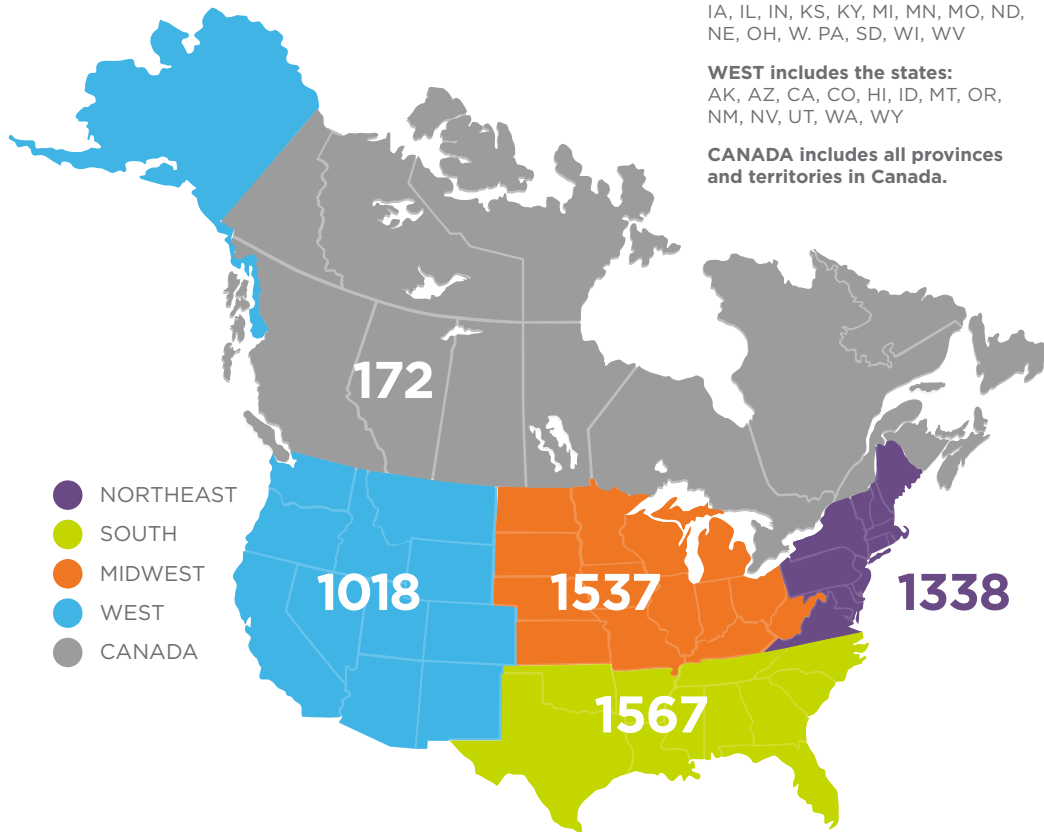 IA, IL, IN, KS, KY, MI, MN, MO, ND,
NE, OH, W. PA, SD, WI, WV
WEST includes the states:
AK, AZ, CA, CO, HI, ID, MT, OR,
NM, NV, UT, WA, WY
CANADA includes all provinces
and territories in Canada.
172
NORTHEAST
SOUTH
MIDWEST
WEST
CANADA
1018
1537
1338
1567